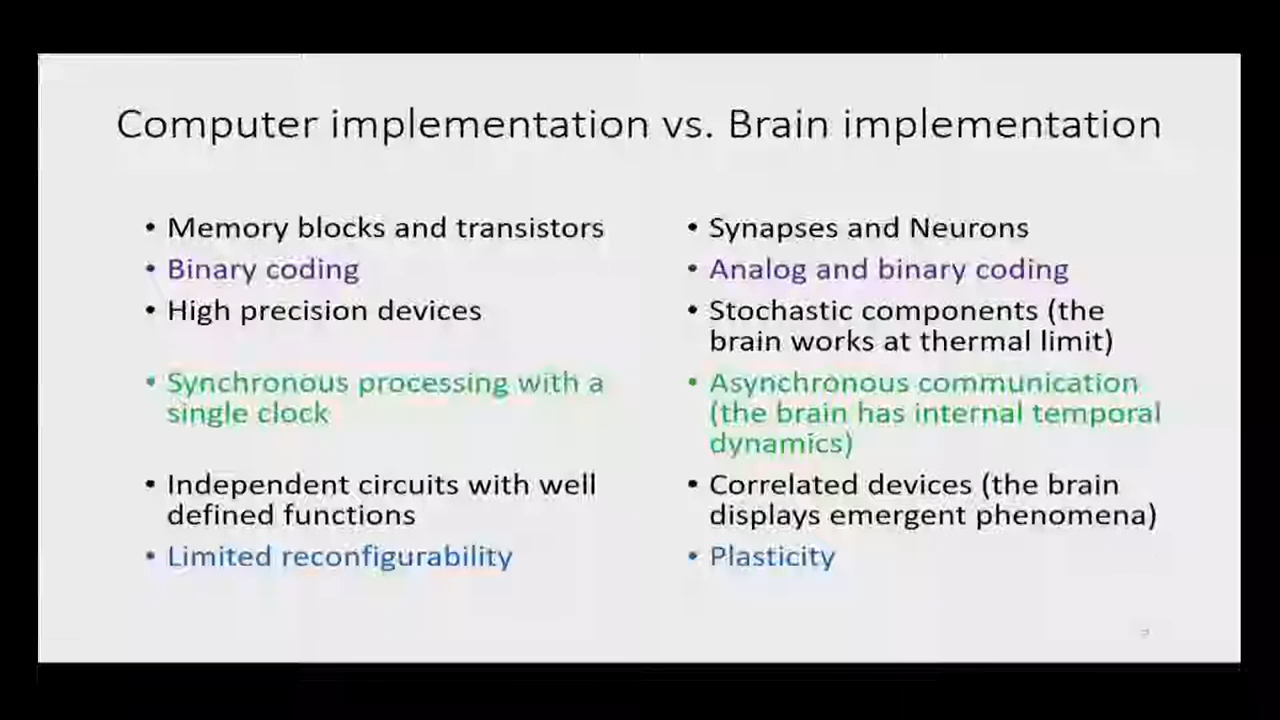 Computer implementation vs. Brain implementation
• Memory blocks and transistors
• Binary coding
• High precision devices
• Synchronous processing with a
single clock
• Independent circuits with well
defined functions
• Limited reconfigurability
• Synapses and Neurons
• Analog and binary coding
• Stochastic components (the
brain works at thermal limit)
• Asynchronous communication
(the brain has internal temporal
dynamics)
• Correlated devices (the brain
displays emergent phenomena)
• Plasticity